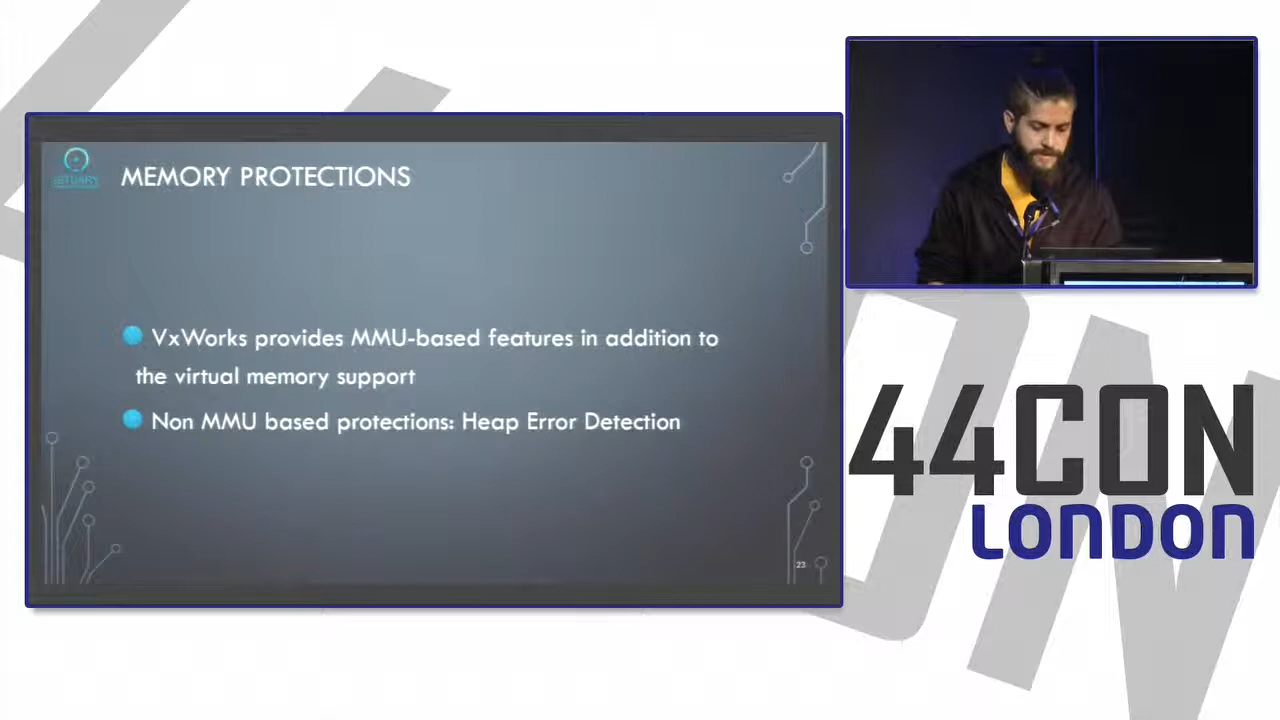 MEMORY PROTECTIONS
VxWorks provides MMU-based features in addition to
the virtual memory support
Non MMU based protections: Heap Error Detection
23
44CON
LONDON